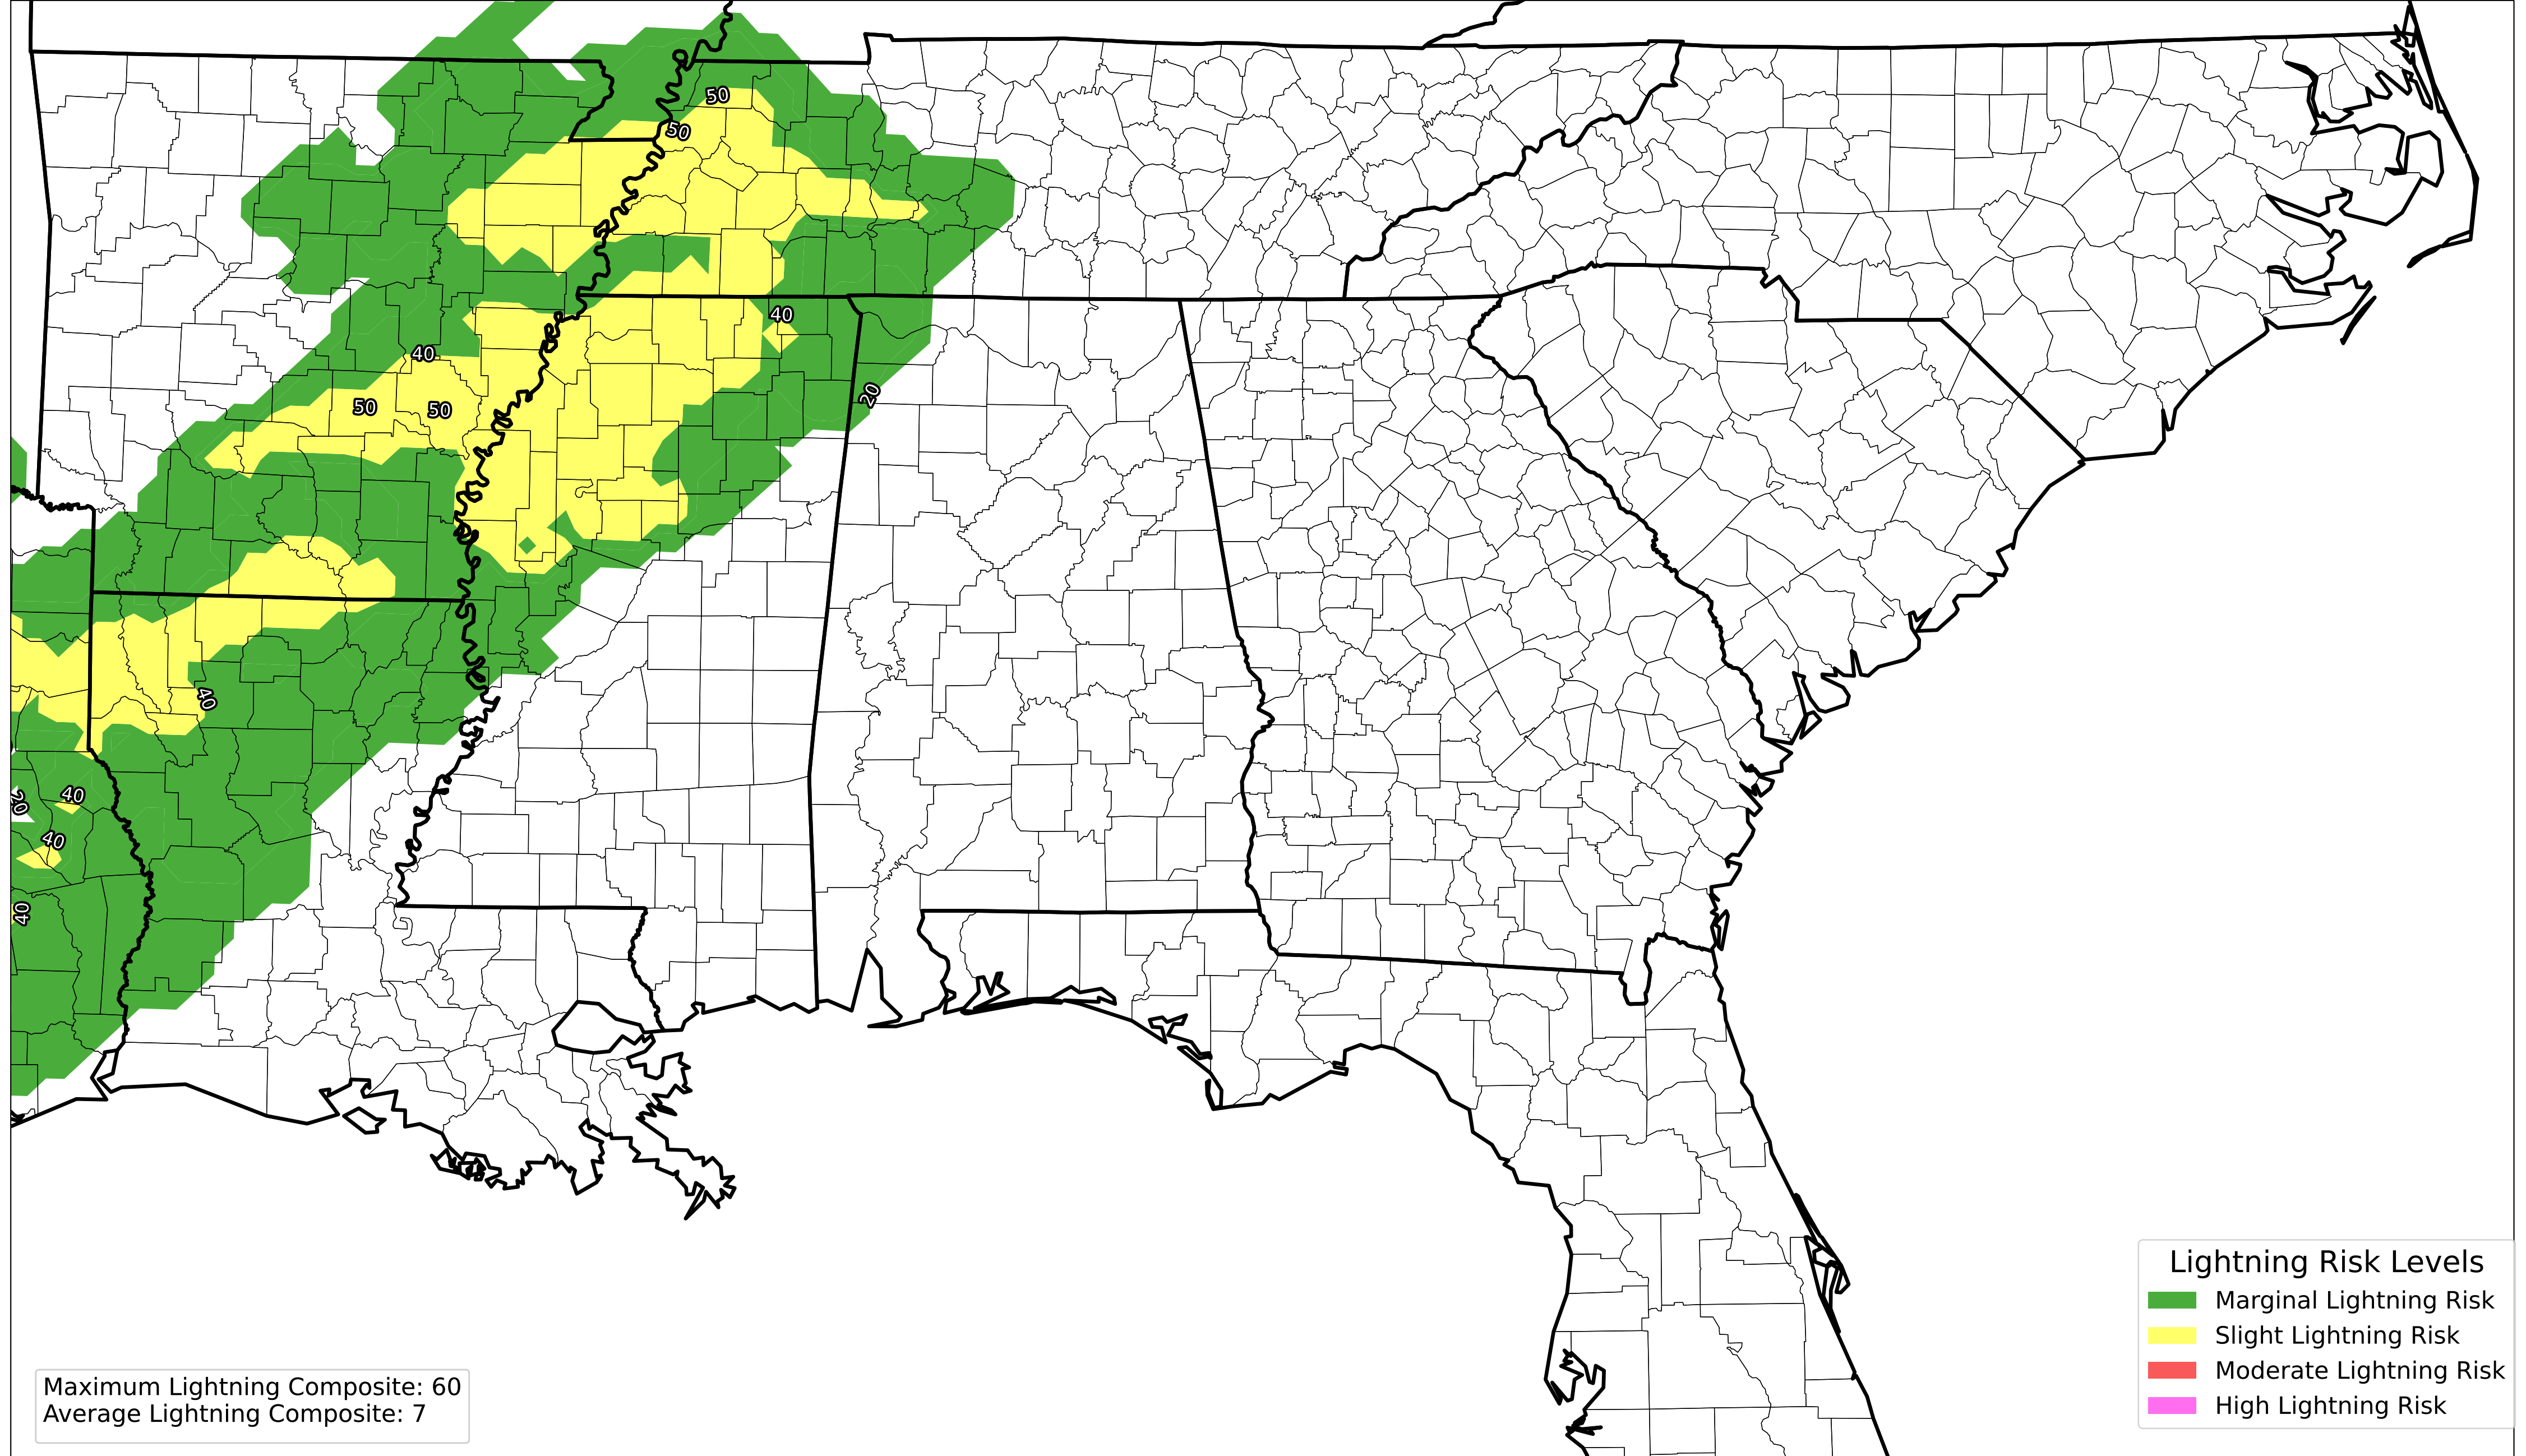 50
50
40
40
20
50
50
40
40
20
40
40
Lightning Risk Levels
Marginal Lightning Risk
Slight Lightning Risk
Moderate Lightning Risk
High Lightning Risk
Maximum Lightning Composite: 60
Average Lightning Composite: 7